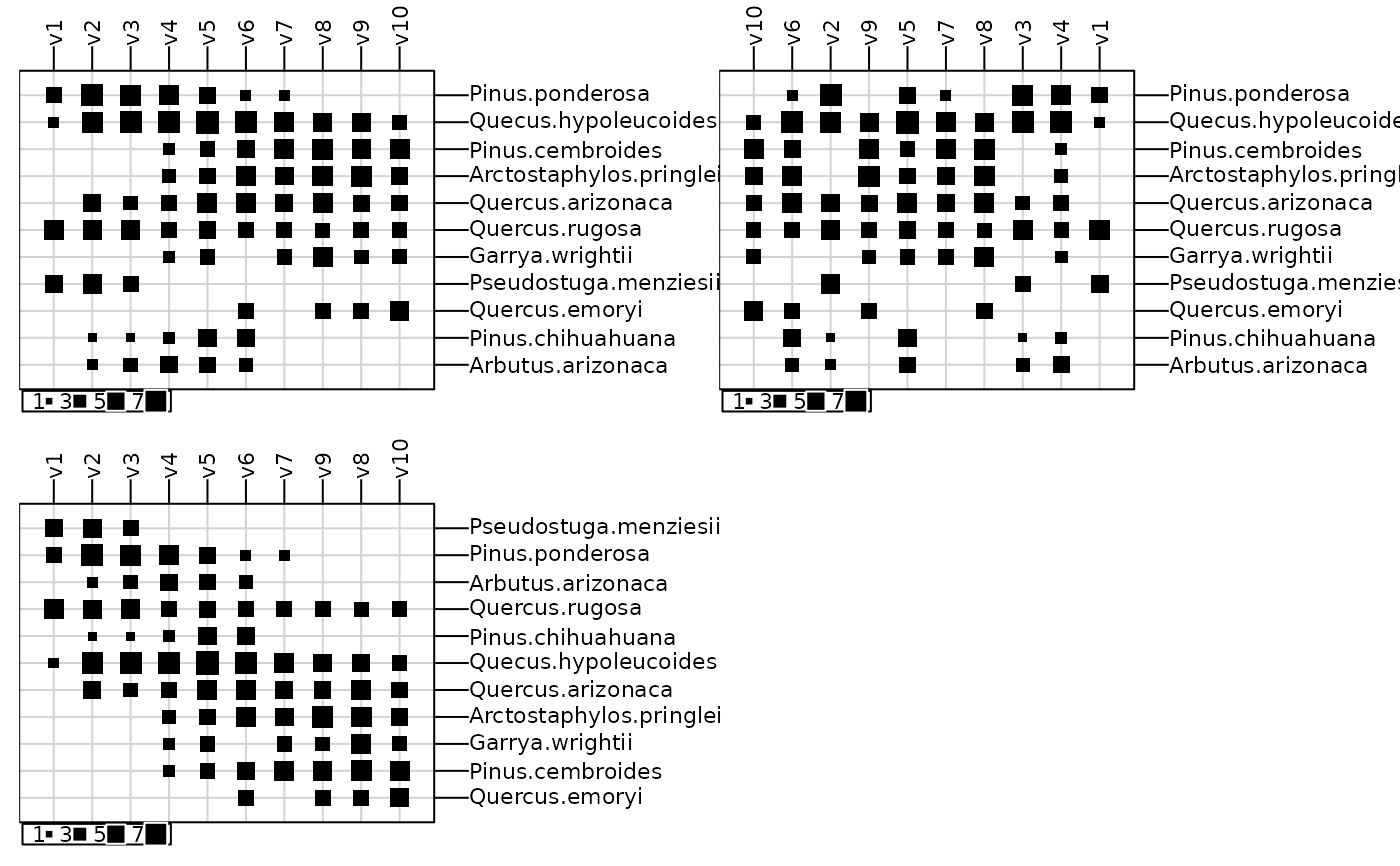 v1 v2 v3 v4 v5 v6 v7 v8 v9 v10
Pinus.ponderosa
Quecus.hypoleucoides
Pinus.cembroides
Arctostaphylos.pringlei
Quercus.arizonaca
Quercus.rugosa
Garrya.wrightii
Pseudostuga.menziesii
Quercus.emoryi
Pinus.chihuahuana
Arbutus.arizonaca
1 3 5 7
v10 v6 v2 v9 v5 v7 v8 v3 v4 v1
Pinus.ponderosa
Quecus.hypoleucoide
Pinus.cembroides
Arctostaphylos.pringl
Quercus.arizonaca
Quercus.rugosa
Garrya.wrightii
Pseudostuga.menzies
Quercus.emoryi
Pinus.chihuahuana
Arbutus.arizonaca
1 3 5 7
v1 v2 v3 v4 v5 v6 v7 v9 v8 v10
Pseudostuga.menziesii
Pinus.ponderosa
Arbutus.arizonaca
Quercus.rugosa
Pinus.chihuahuana
Quecus.hypoleucoides
Quercus.arizonaca
Arctostaphylos.pringlei
Garrya.wrightii
Pinus.cembroides
Quercus.emoryi
1 3 5 7